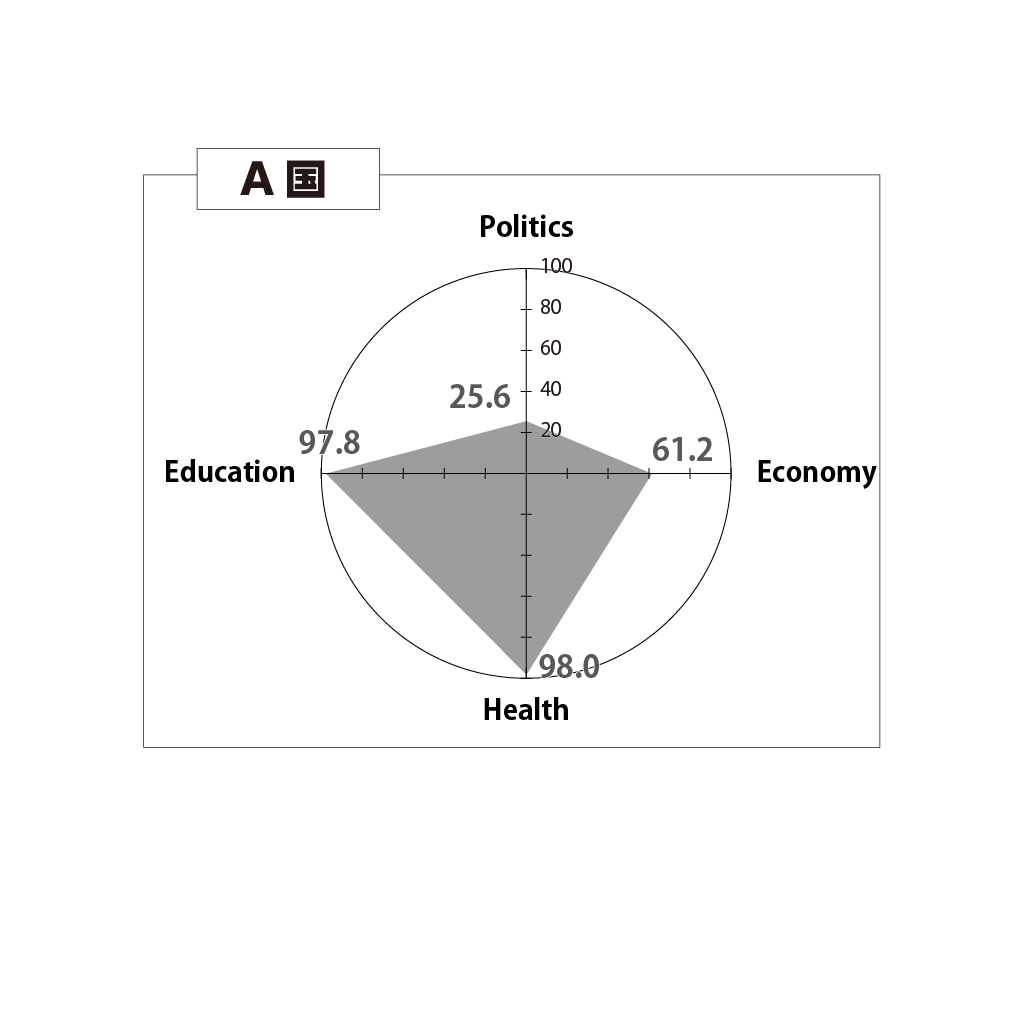 A 国
Politics
100
80
60
40
25.6
20
97.8
61.2
Education
Economy
98.0
Health